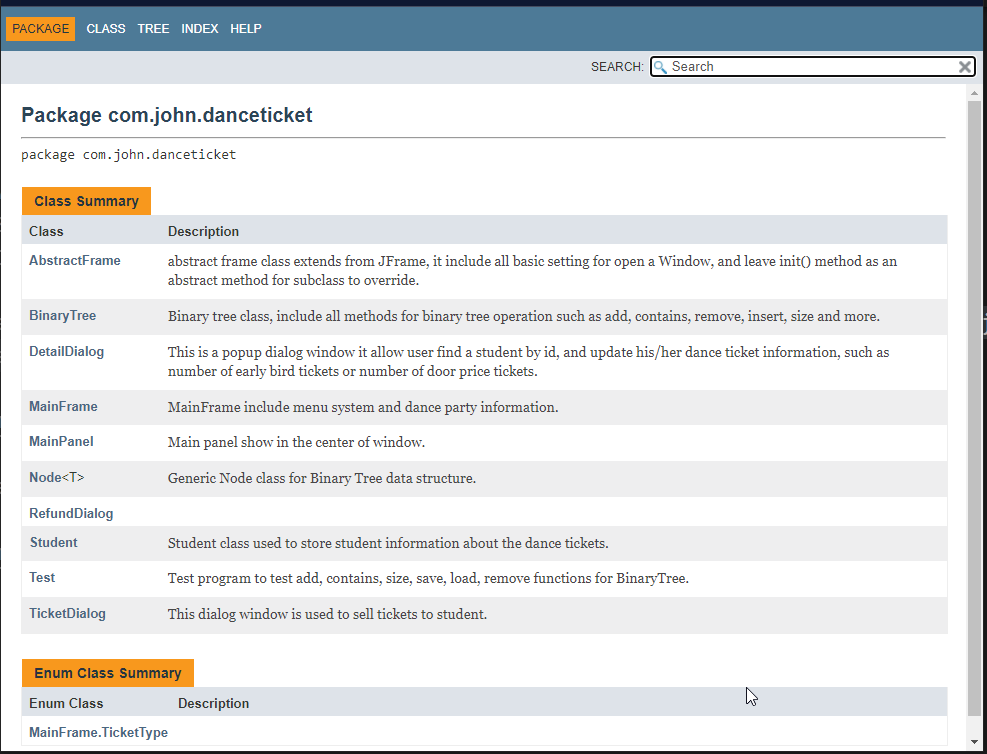 PACKAGE CLASS TREE INDEX HELP
SEARCH: Search
Package com.john.danceticket
package com.john.danceticket
Class Summary
Class Description
AbstractFrame abstract frame class extends from JFrame, it include all basic setting for open a Window, and leave init() method as an
abstract method for subclass to override.
BinaryTree Binary tree class, include all methods for binary tree operation such as add, contains, remove, insert, size and more.
DetailDialog This is a popup dialog window it allow user find a student by id, and update his/her dance ticket information, such as
number of early bird tickets or number of door price tickets.
MainFrame MainFrame include menu system and dance party information.
MainPanel Main panel show in the center of window.
Node<T> Generic Node class for Binary Tree data structure.
RefundDialog
Student Student class used to store student information about the dance tickets.
Test Test program to test add, contains, size, save, load, remove functions for BinaryTree.
TicketDialog This dialog window is used to sell tickets to student.
Enum Class Summary
Enum Class Description
MainFrame.TicketType